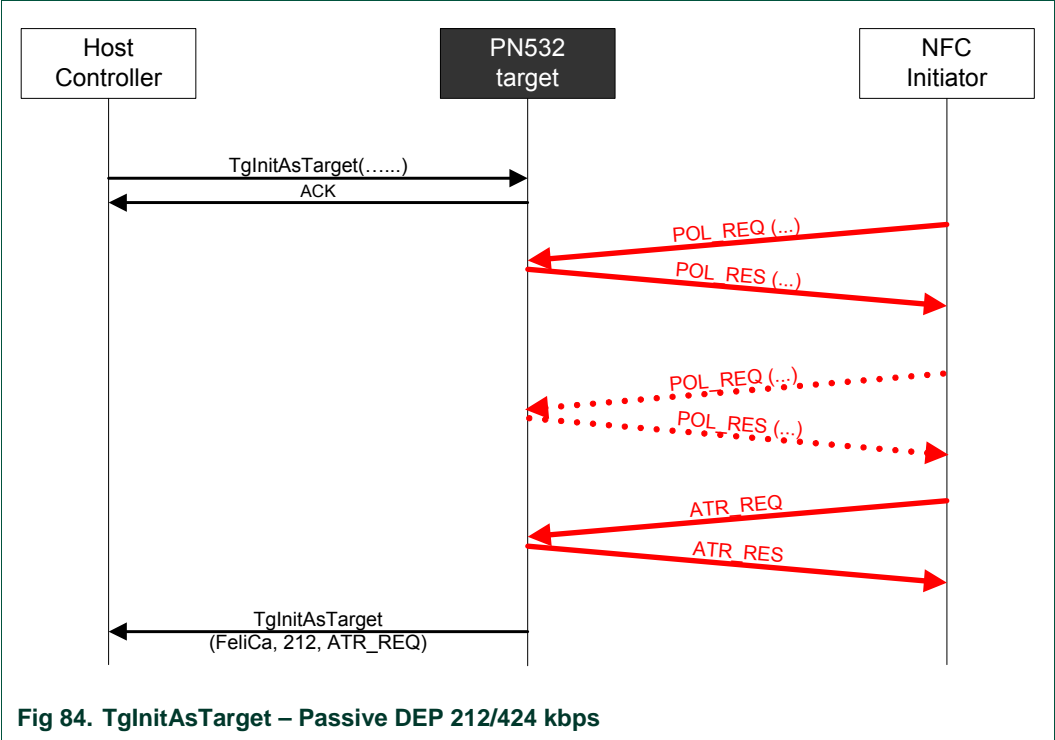 Host
Controller
PN532
target
NFC
Initiator
TgInitAsTarget(…...)
ACK
POL_REQ (...)
POL_RES (...)
POL_REQ (...)
POL_RES (...)
ATR_REQ
ATR_RES
TgInitAsTarget
(FeliCa, 212, ATR_REQ)
Fig 84. TgInitAsTarget – Passive DEP 212/424 kbps